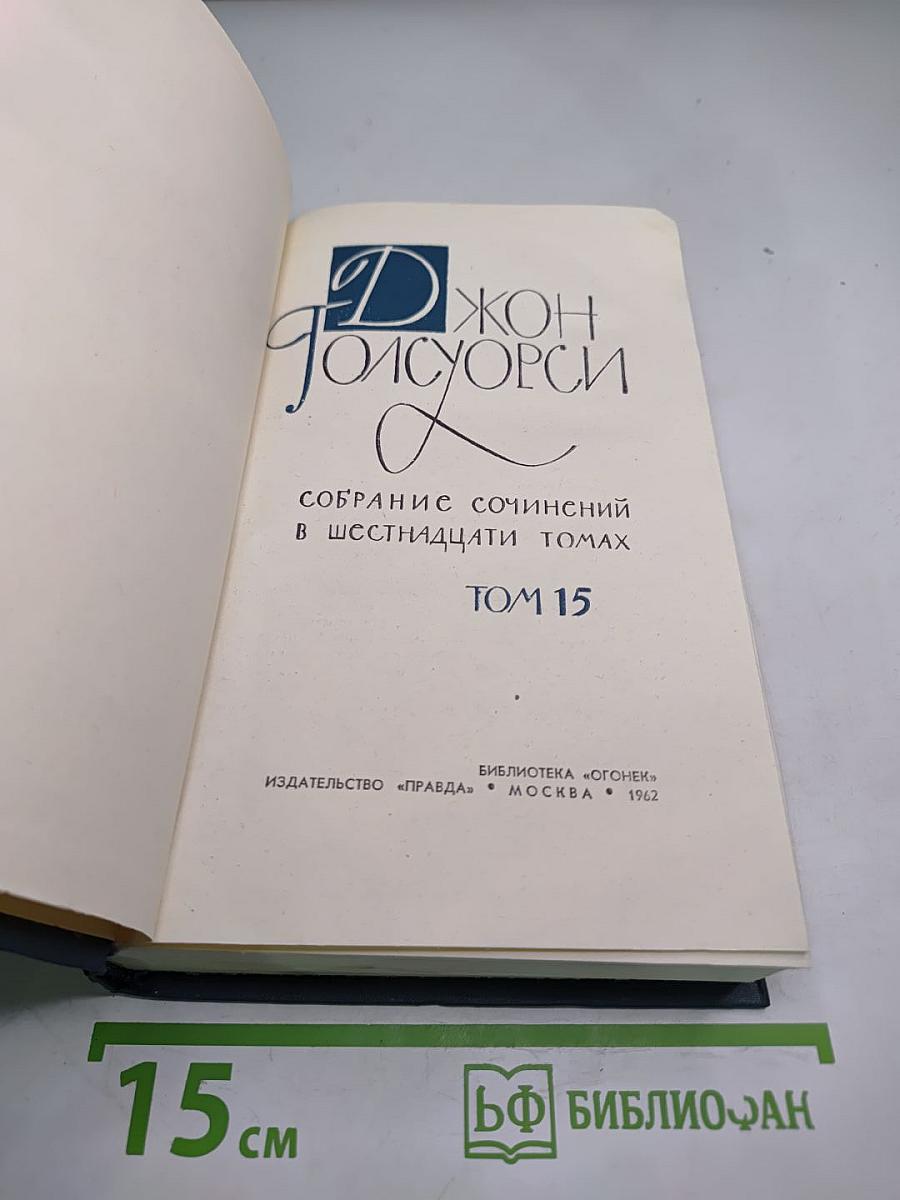 Джон
Голсуорси
СОБРАНИЕ СОЧИНЕНИЙ
В ШЕСТНАДЦАТИ ТОМАХ
ТОМ 15
БИБЛИОТЕКА «ОГОНЕК»
ИЗДАТЕЛЬСТВО «ПРАВДА» • МОСКВА • 1962
15 см
БФ БИБЛИОФАН